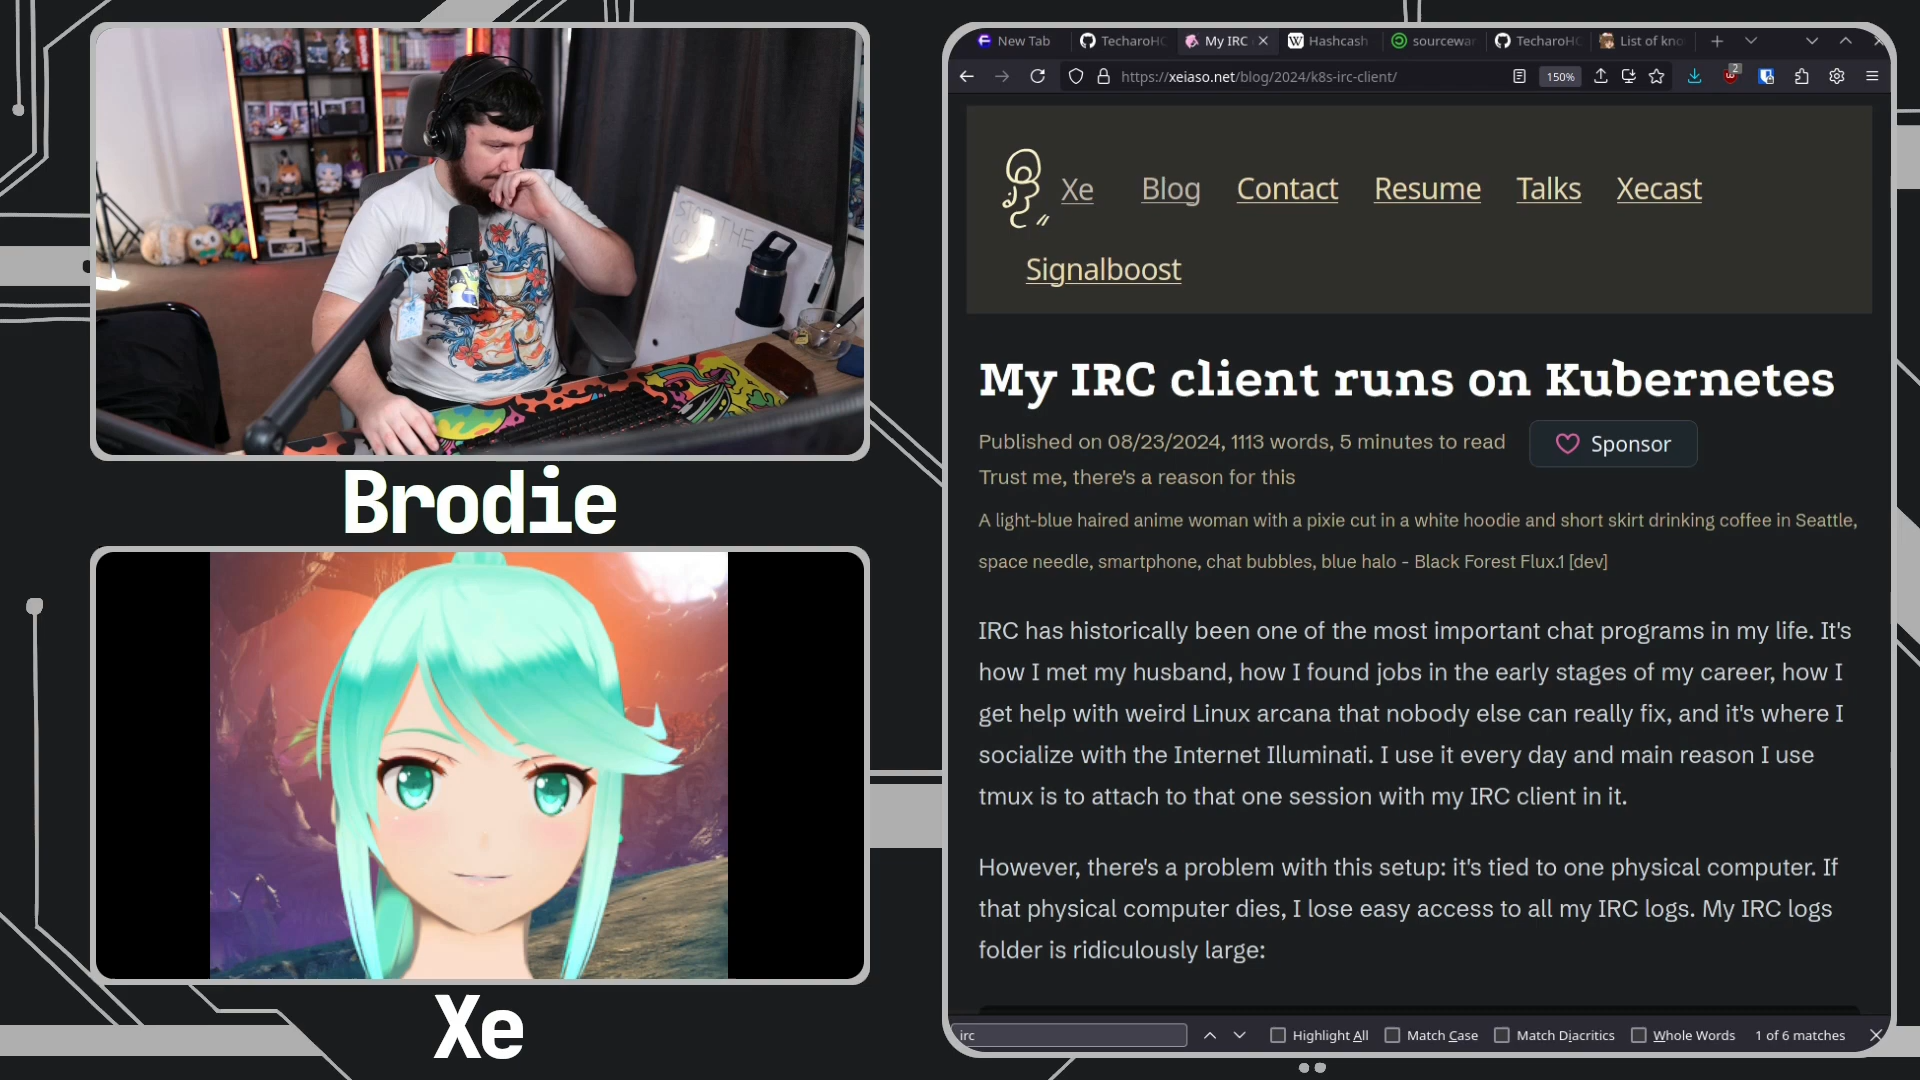 New Tab
TecharoHC
My IRC
Hashcash
sourcewar
TecharoHC
List of kno
https://xeiaso.net/blog/2024/k8s-irc-client/
150%
2
Xe
Blog
Contact
Resume
Talks
Xecast
Signalboost
My IRC client runs on Kubernetes
Published on 08/23/2024, 1113 words, 5 minutes to read
Sponsor
Trust me, there's a reason for this
A light-blue haired anime woman with a pixie cut in a white hoodie and short skirt drinking coffee in Seattle,
space needle, smartphone, chat bubbles, blue halo - Black Forest Flux.1 [dev]
IRC has historically been one of the most important chat programs in my life. It's
how I met my husband, how I found jobs in the early stages of my career, how I
get help with weird Linux arcana that nobody else can really fix, and it's where I
socialize with the Internet Illuminati. I use it every day and main reason I use
tmux is to attach to that one session with my IRC client in it.
However, there's a problem with this setup: it's tied to one physical computer. If
that physical computer dies, I lose easy access to all my IRC logs. My IRC logs
folder is ridiculously large:
irc
Highlight All
Match Case
Match Diacritics
Whole Words
1 of 6 matches
STOP THE
Brodie
Xe